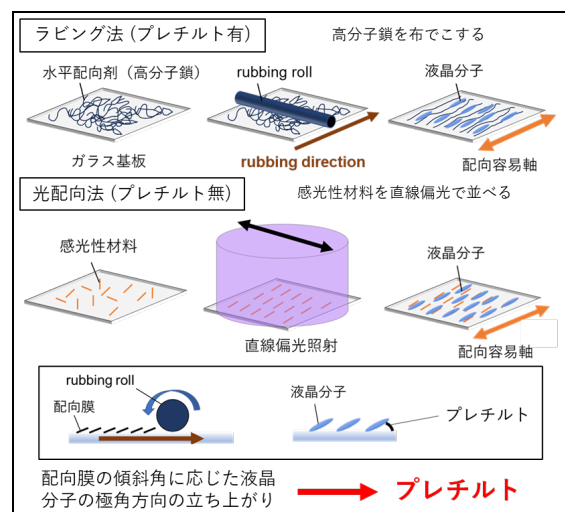 ラビング法 (プレチルト有)
高分子鎖を布でこする
水平配向剤（高分子鎖）
rubbing roll
液晶分子
ガラス基板
rubbing direction
配向容易軸
光配向法 (プレチルト無)
感光性材料を直線偏光で並べる
感光性材料
液晶分子
直線偏光照射
配向容易軸
rubbing roll
配向膜
液晶分子
プレチルト
配向膜の傾斜角に応じた液晶
分子の極角方向の立ち上がり
プレチルト